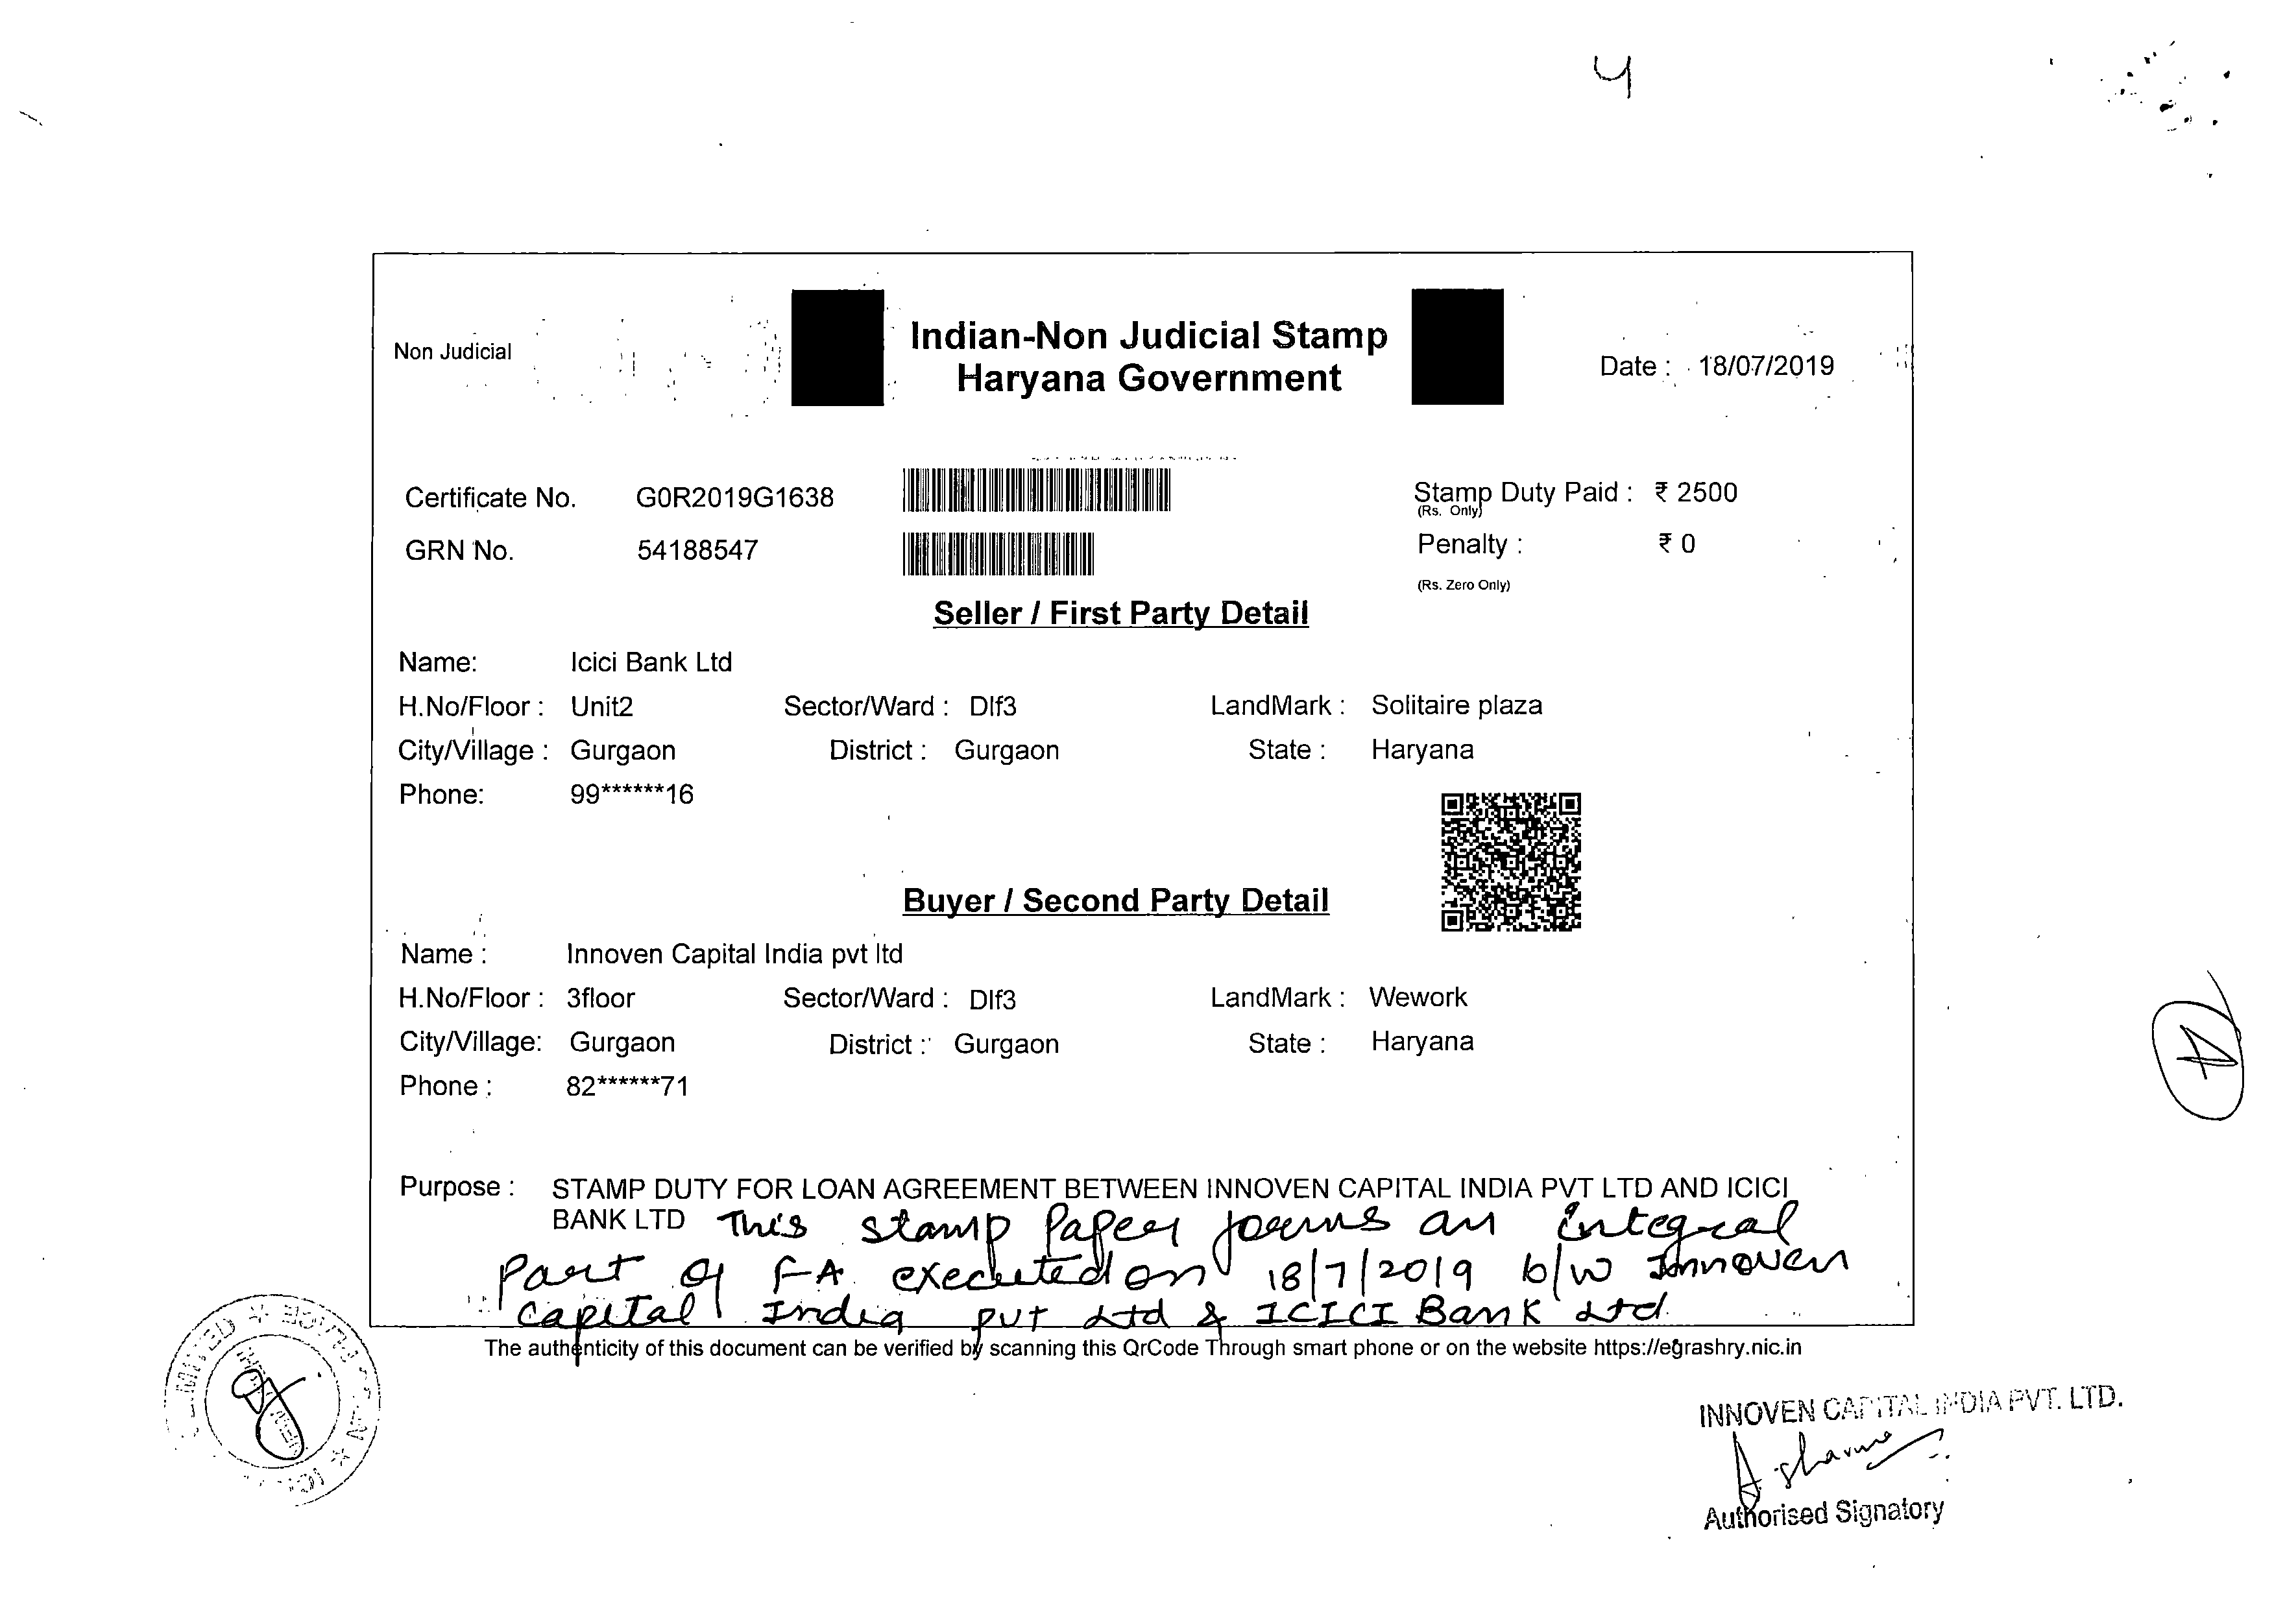 4
Indian-Non Judicial Stamp
Haryana Government
Non Judicial
Date : 18/07/2019
Certificate No. G0R2019G1638
Stamp Duty Paid : ₹ 2500
(Rs. Only)
GRN No. 54188547
Penalty : ₹ 0
(Rs. Zero Only)
Seller / First Party Detail
Name: Icici Bank Ltd
H.No/Floor : Unit2 Sector/Ward : Dlf3 LandMark : Solitaire plaza
City/Village : Gurgaon District : Gurgaon State : Haryana
Phone: 99******16
Buyer / Second Party Detail
Name : Innoven Capital India pvt ltd
H.No/Floor : 3floor Sector/Ward : Dlf3 LandMark : Wework
City/Village: Gurgaon District : Gurgaon State : Haryana
Phone : 82******71
Purpose : STAMP DUTY FOR LOAN AGREEMENT BETWEEN INNOVEN CAPITAL INDIA PVT LTD AND ICICI
BANK LTD This stamp Paper forms an integral
Part of FA executed on 18/7/2019 b/w Innoven
Capital India pvt Ltd & ICICI Bank Ltd.
The authenticity of this document can be verified by scanning this QrCode Through smart phone or on the website https://egrashry.nic.in
INNOVEN CAPITAL INDIA PVT. LTD.
Asharma
Authorised Signatory